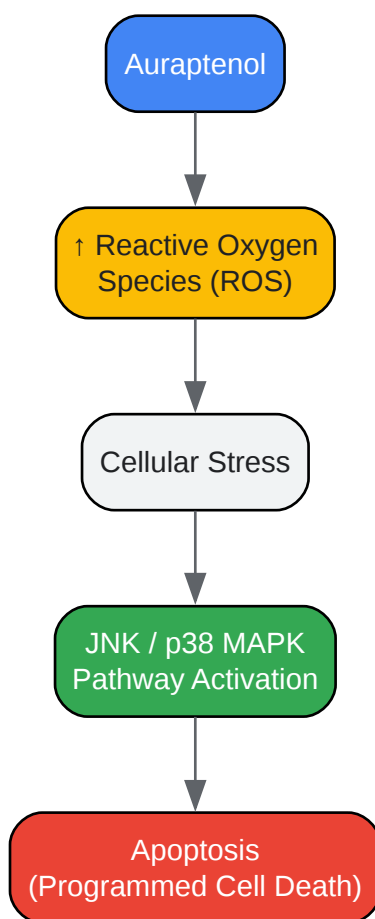 Auraptenol
↑ Reactive Oxygen
Species (ROS)
Cellular Stress
JNK / p38 MAPK
Pathway Activation
Apoptosis
(Programmed Cell Death)